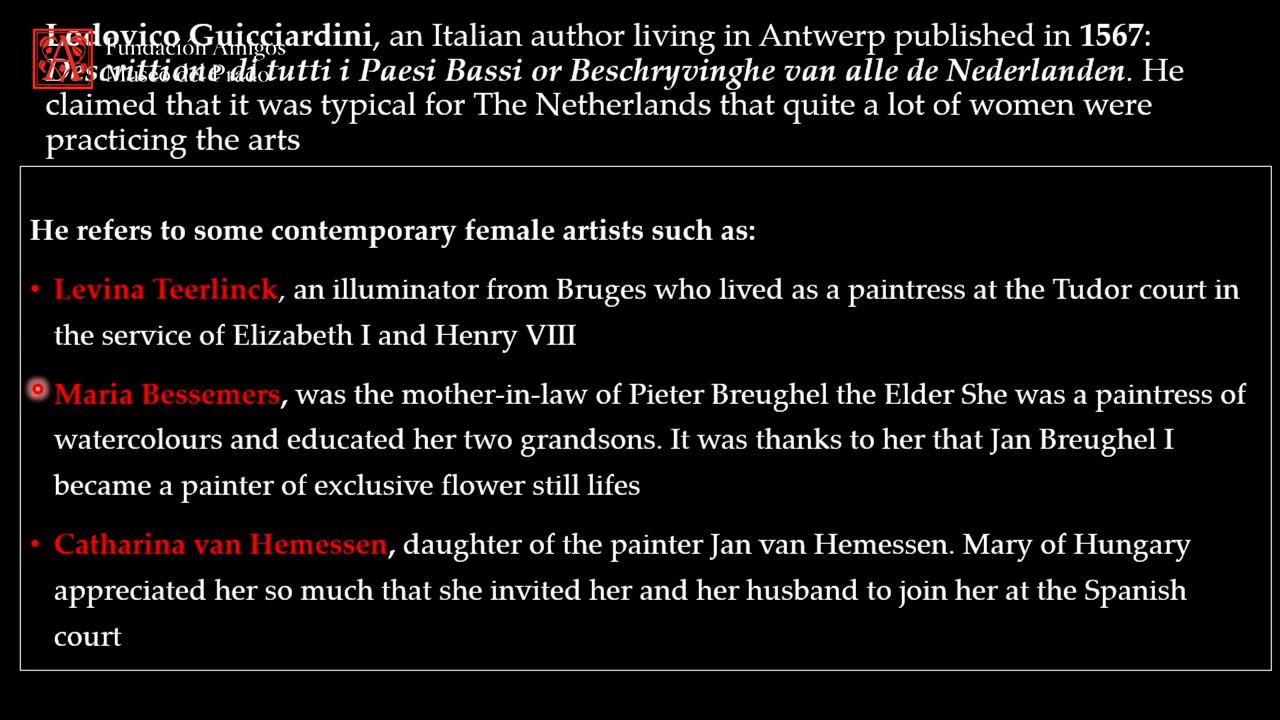 Lodovico Guicciardini, an Italian author living in Antwerp published in 1567:
Fundación Amigos
Museo del Prado
Descrittione di tutti i Paesi Bassi or Beschryvinghe van alle de Nederlanden. He
claimed that it was typical for The Netherlands that quite a lot of women were
practicing the arts
He refers to some contemporary female artists such as:
• Levina Teerlinck, an illuminator from Bruges who lived as a paintress at the Tudor court in
the service of Elizabeth I and Henry VIII
• Maria Bessemers, was the mother-in-law of Pieter Breughel the Elder She was a paintress of
watercolours and educated her two grandsons. It was thanks to her that Jan Breughel I
became a painter of exclusive flower still lifes
• Catharina van Hemessen, daughter of the painter Jan van Hemessen. Mary of Hungary
appreciated her so much that she invited her and her husband to join her at the Spanish
court